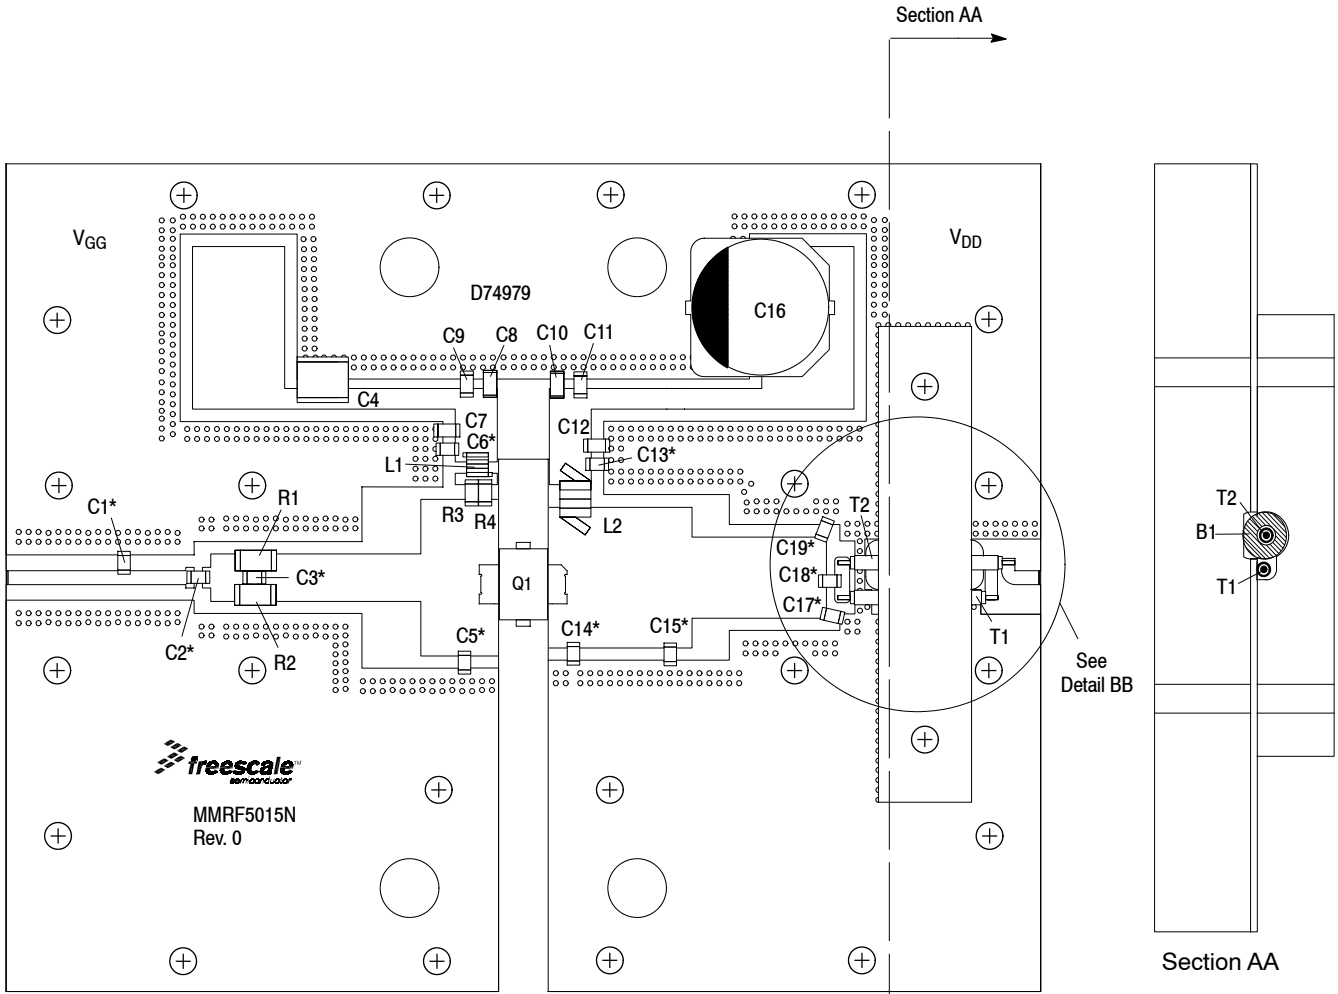 Section AA
VGG
VDD
D74979
C16
C9
C8
C10
C11
C4
C7
C6*
C12
C13*
L1
C1*
R1
R3
R4
L2
T2
C19*
C3*
C18*
Q1
C17*
C2*
R2
C5*
C14*
C15*
T1
See
Detail BB
T2
B1
T1
freescale™
semiconductor
MMRF5015N
Rev. 0
Section AA